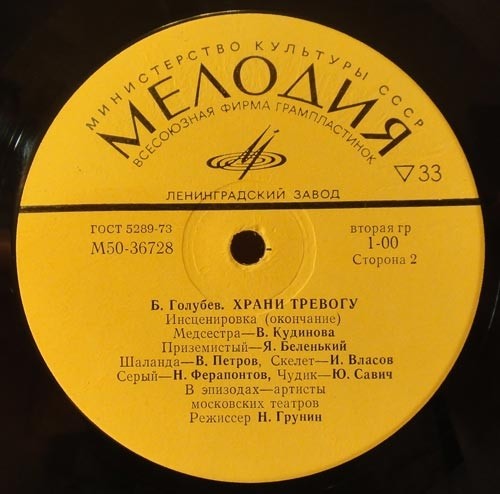 МИНИСТЕРСТВО КУЛЬТУРЫ СССР
МЕЛОДИЯ
ВСЕСОЮЗНАЯ ФИРМА ГРАМПЛАСТИНОК
▽33
ЛЕНИНГРАДСКИЙ ЗАВОД
ГОСТ 5289-73
М50-36728
вторая гр
1-00
Сторона 2
Б. Голубев. ХРАНИ ТРЕВОГУ
Инсценировка (окончание)
Медсестра—В. Кудинова
Приземистый—Я. Беленький
Шаланда—В. Петров, Скелет—И. Власов
Серый—Н. Ферапонтов, Чудик—Ю. Савич
В эпизодах—артисты
московских театров
Режиссер Н. Грунин